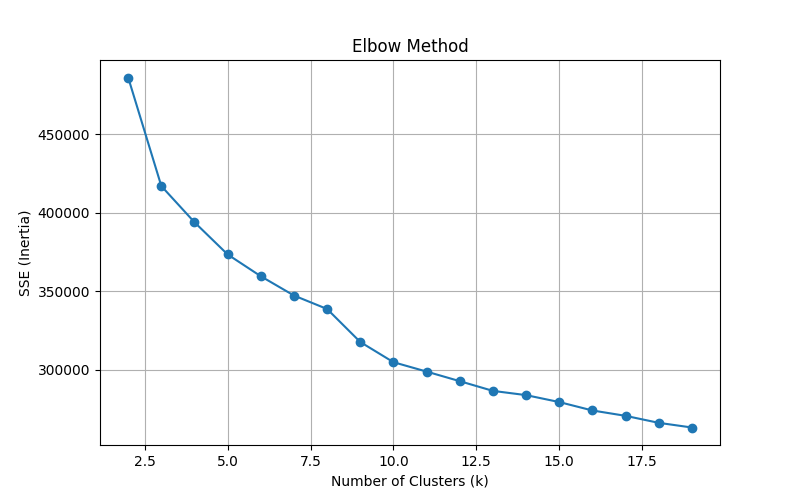 Elbow Method
SSE (Inertia)
450000
400000
350000
300000
2.5 5.0 7.5 10.0 12.5 15.0 17.5
Number of Clusters (k)